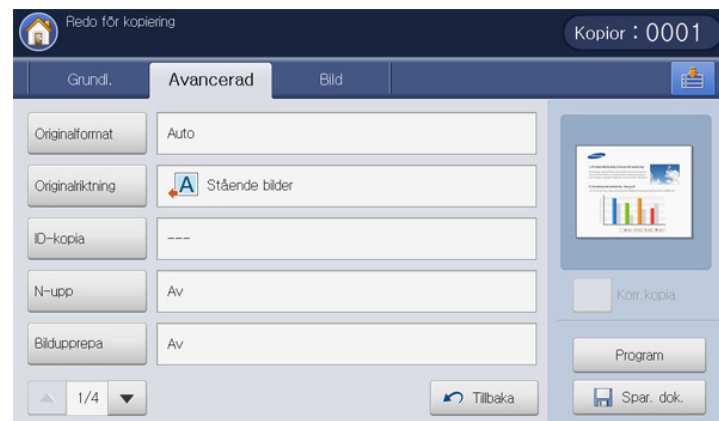 Redo för kopiering
Kopior : 0001
Grundl.
Avancerad
Bild
Originalformat
Auto
Originalriktning
A Stående bilder
ID-kopia
---
N-upp
Av
Bildupprepa
Av
Korr.kopia
Program
1/4
Tillbaka
Spar. dok.